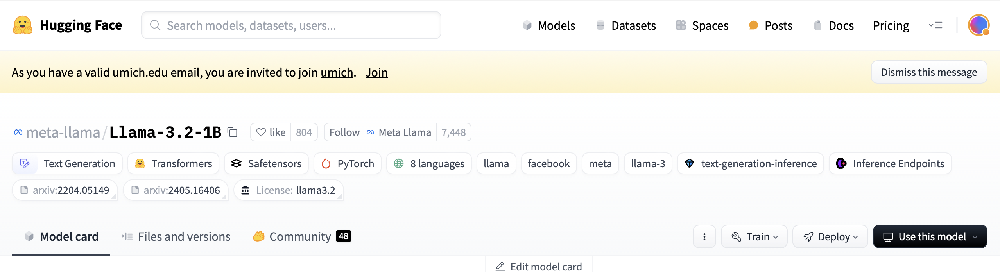 Hugging Face Search models, datasets, users... Models Datasets Spaces Posts Docs Pricing
As you have a valid umich.edu email, you are invited to join umich. Join Dismiss this message
meta-llama/Llama-3.2-1B like 804 Follow Meta Llama 7,448
Text Generation Transformers Safetensors PyTorch 8 languages llama facebook meta llama-3 text-generation-inference Inference Endpoints
arxiv:2204.05149 arxiv:2405.16406 License: llama3.2
Model card Files and versions Community 48 Train Deploy Use this model
Edit model card